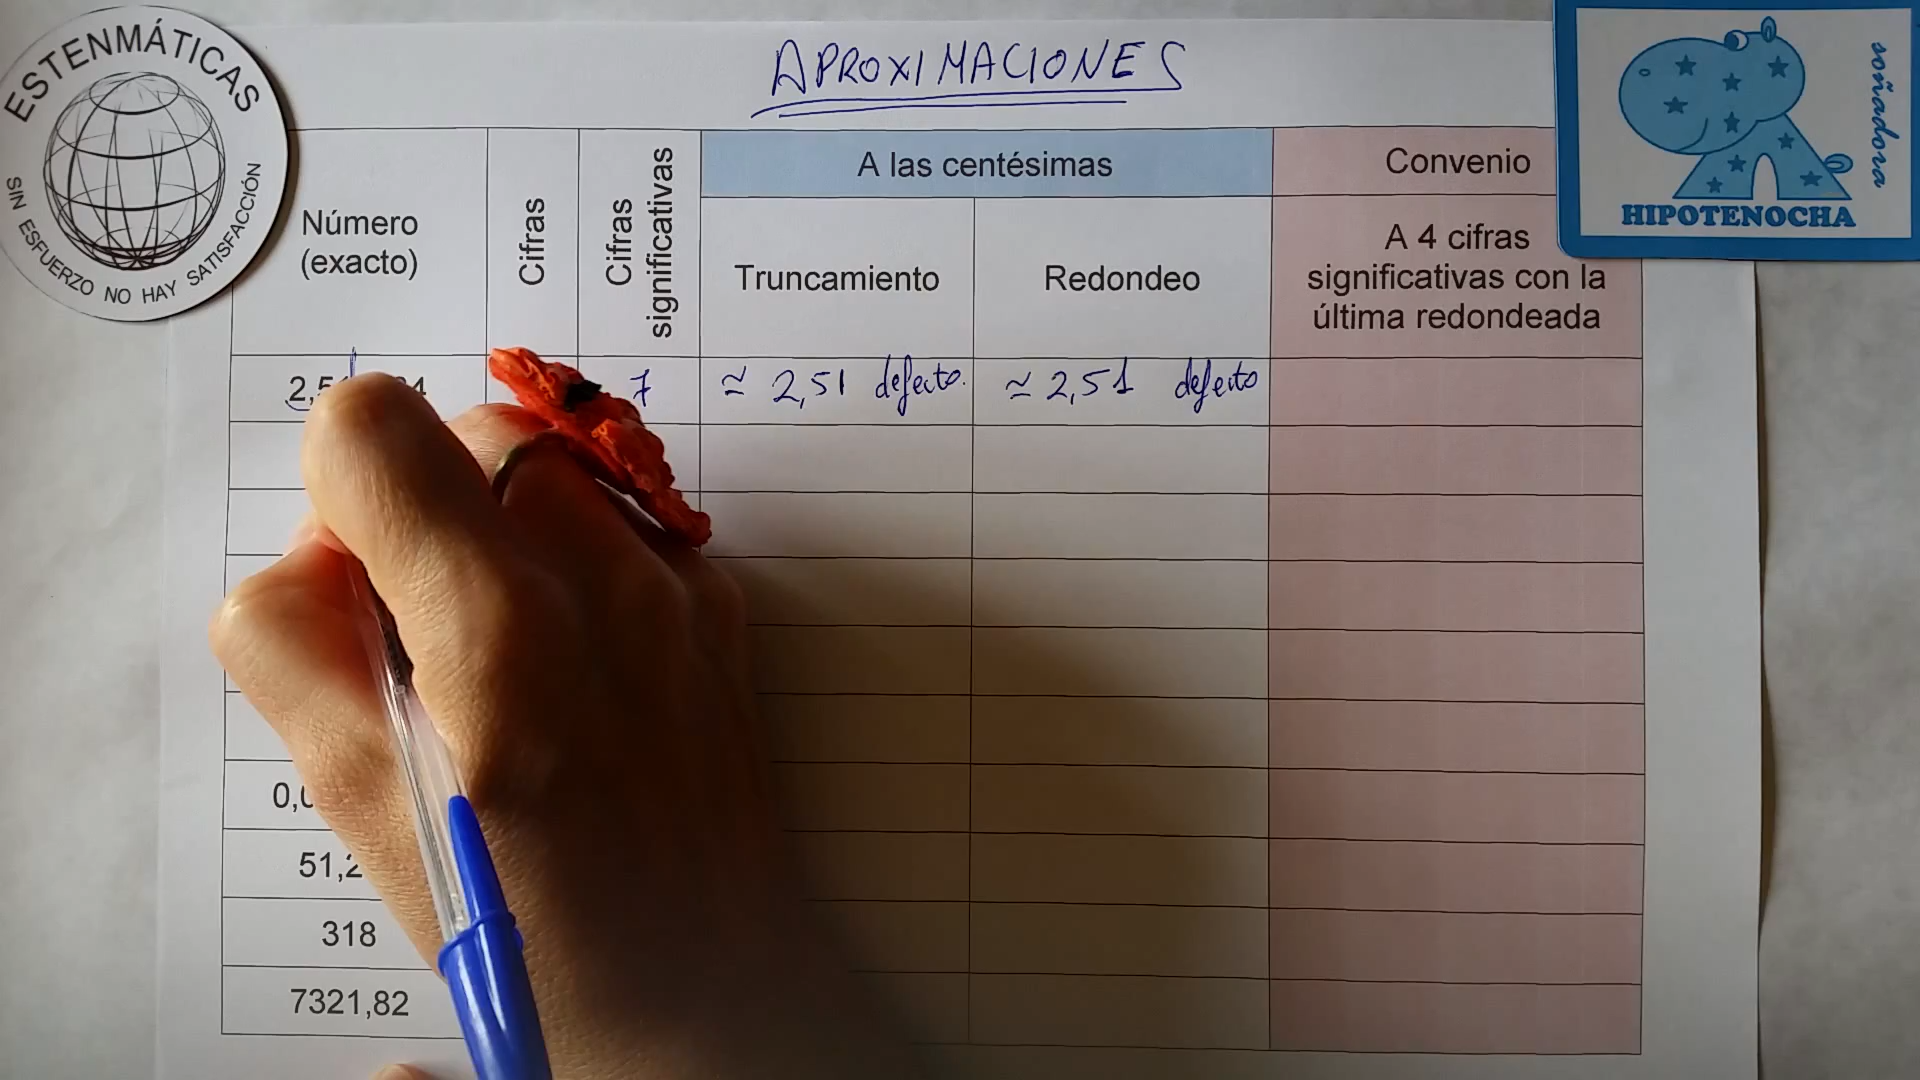 ESTENMÁTICAS
SIN ESFUERZO NO HAY SATISFACCIÓN
APROXIMACIONES
soñadora
HIPOTENOCHA
Número
(exacto)
Cifras
Cifras
significativas
A las centésimas
Truncamiento
Redondeo
Convenio
A 4 cifras
significativas con la
última redondeada
7
≃ 2,51 defecto.
≃ 2,51 defecto
318
7321,82